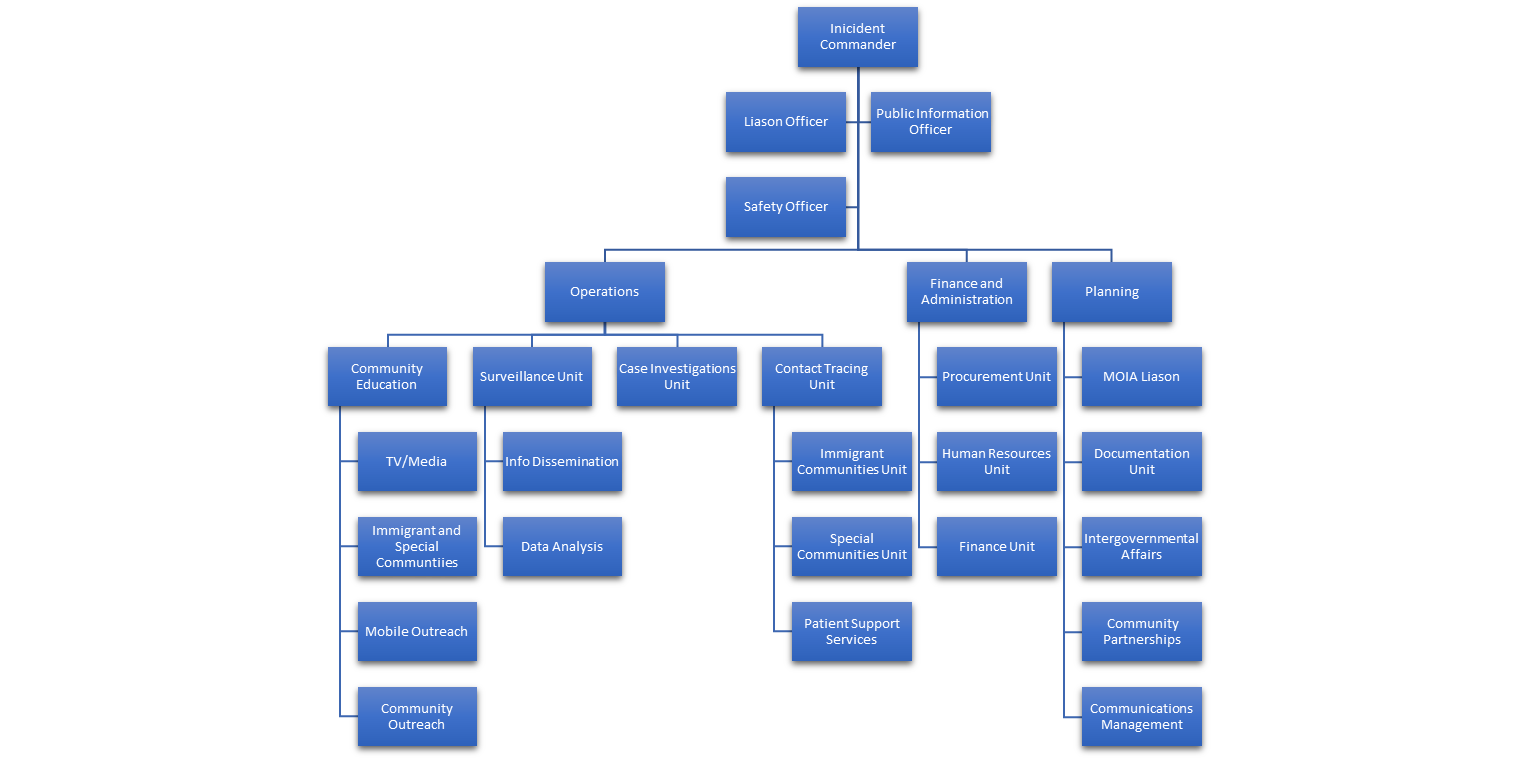 Inicident
Commander
Liason Officer
Public Information
Officer
Safety Officer
Operations
Finance and
Administration
Planning
Community
Education
Surveillance Unit
Case Investigations
Unit
Contact Tracing
Unit
Procurement Unit
MOIA Liason
TV/Media
Info Dissemination
Immigrant
Communities Unit
Human Resources
Unit
Documentation
Unit
Immigrant and
Special
Communtiies
Data Analysis
Special
Communities Unit
Finance Unit
Intergovernmental
Affairs
Mobile Outreach
Patient Support
Services
Community
Partnerships
Community
Outreach
Communications
Management